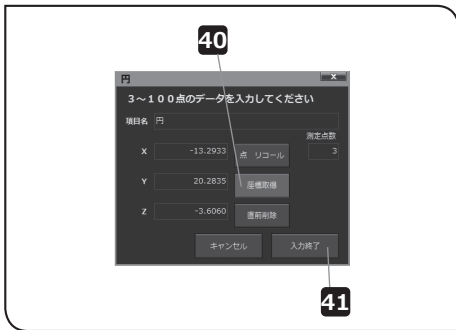 40
円
x
3～100点のデータを入力してください
項目名 円
測定点数
X -13.2933 点 リコール 3
Y 20.2835 座標取得
Z -3.6060 直前削除
キャンセル 入力終了
41